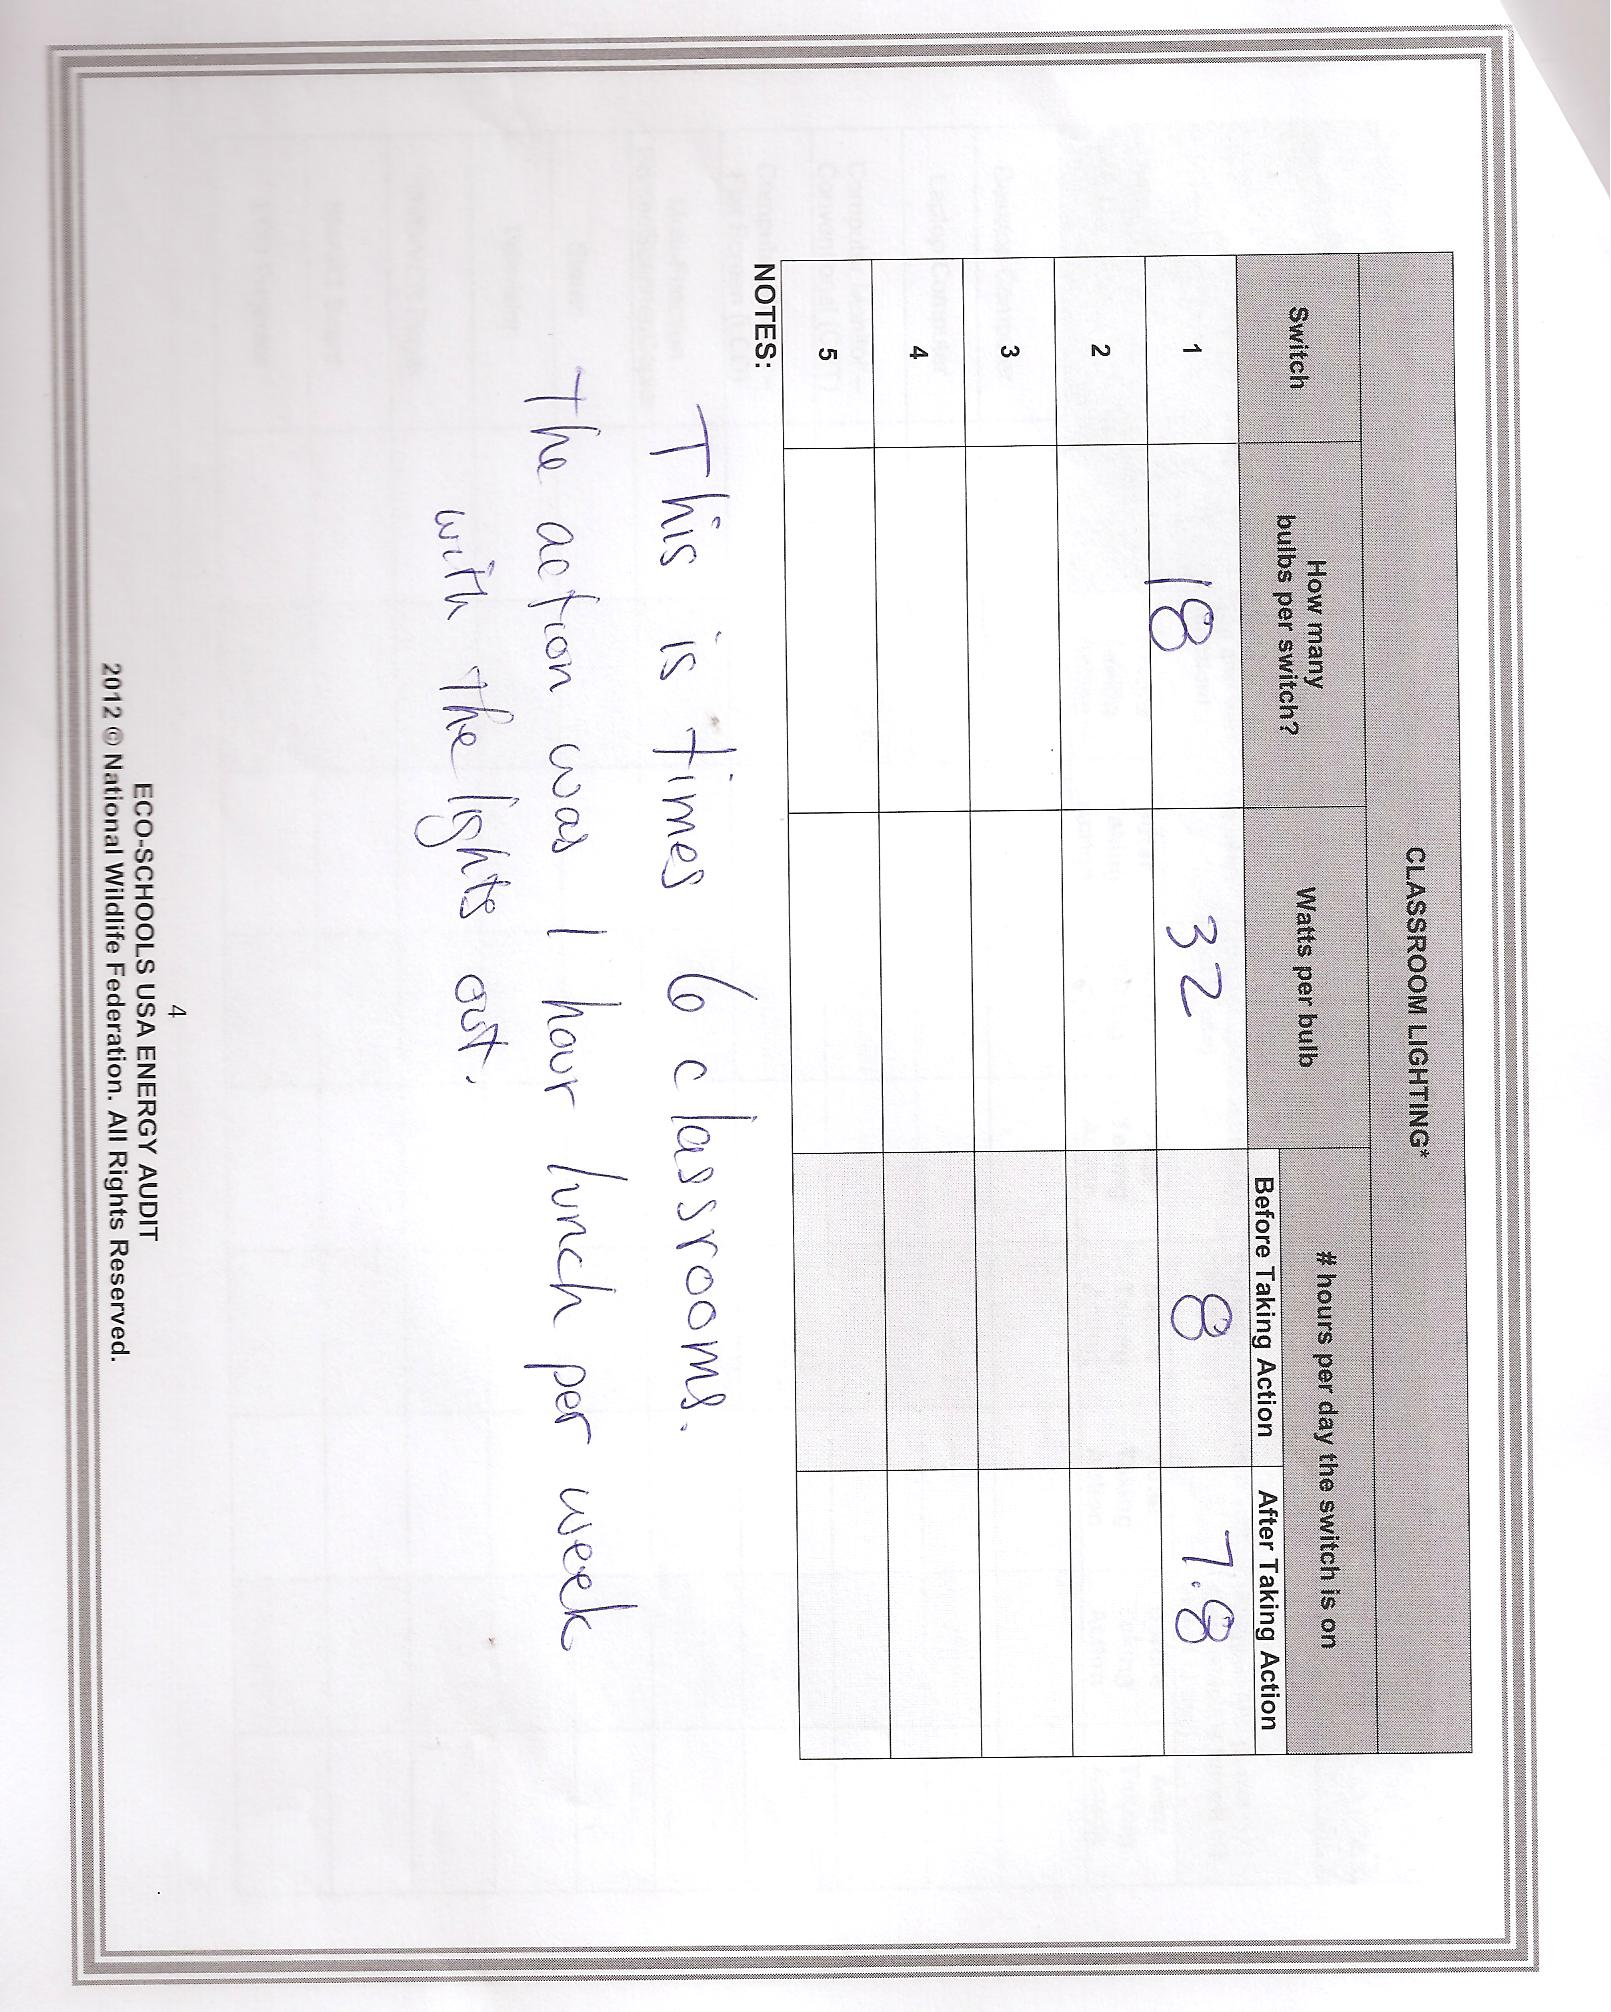 CLASSROOM LIGHTING*
Switch
How many
bulbs per switch?
Watts per bulb
# hours per day the switch is on
Before Taking Action
After Taking Action
1 18 32 8 7.8
2
3
4
5
NOTES:
This is times 6 classrooms.
The action was 1 hour lunch per week
with the lights out.
4
ECO-SCHOOLS USA ENERGY AUDIT
2012 © National Wildlife Federation. All Rights Reserved.